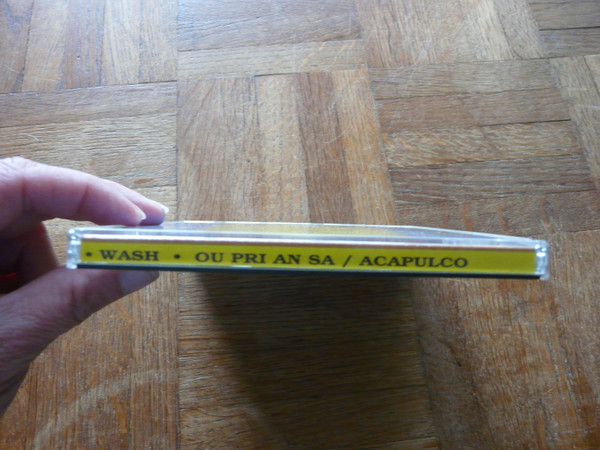 • WASH • OU PRI AN SA / ACAPULCO